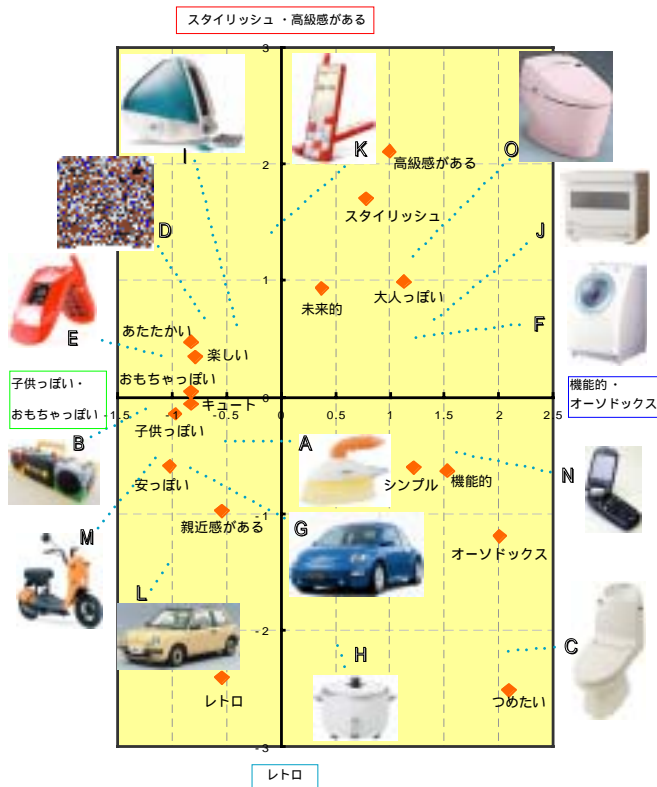 スタイリッシュ ・高級感がある
3
I
K
O
高級感がある
2
スタイリッシュ
D
J
1
大人っぽい
未来的
F
E
あたたかい
楽しい
おもちゃっぽい
子供っぽい・
おもちゃっぽい
機能的 ・
オーソドックス
-1.5
-1
-0.5
0
0
0.5
1
1.5
2
2.5
キュート
子供っぽい
B
A
安っぽい
シンプル
機能的
N
親近感がある
G
-1
M
オーソドックス
L
-2
H
C
レトロ
つめたい
-3
レトロ